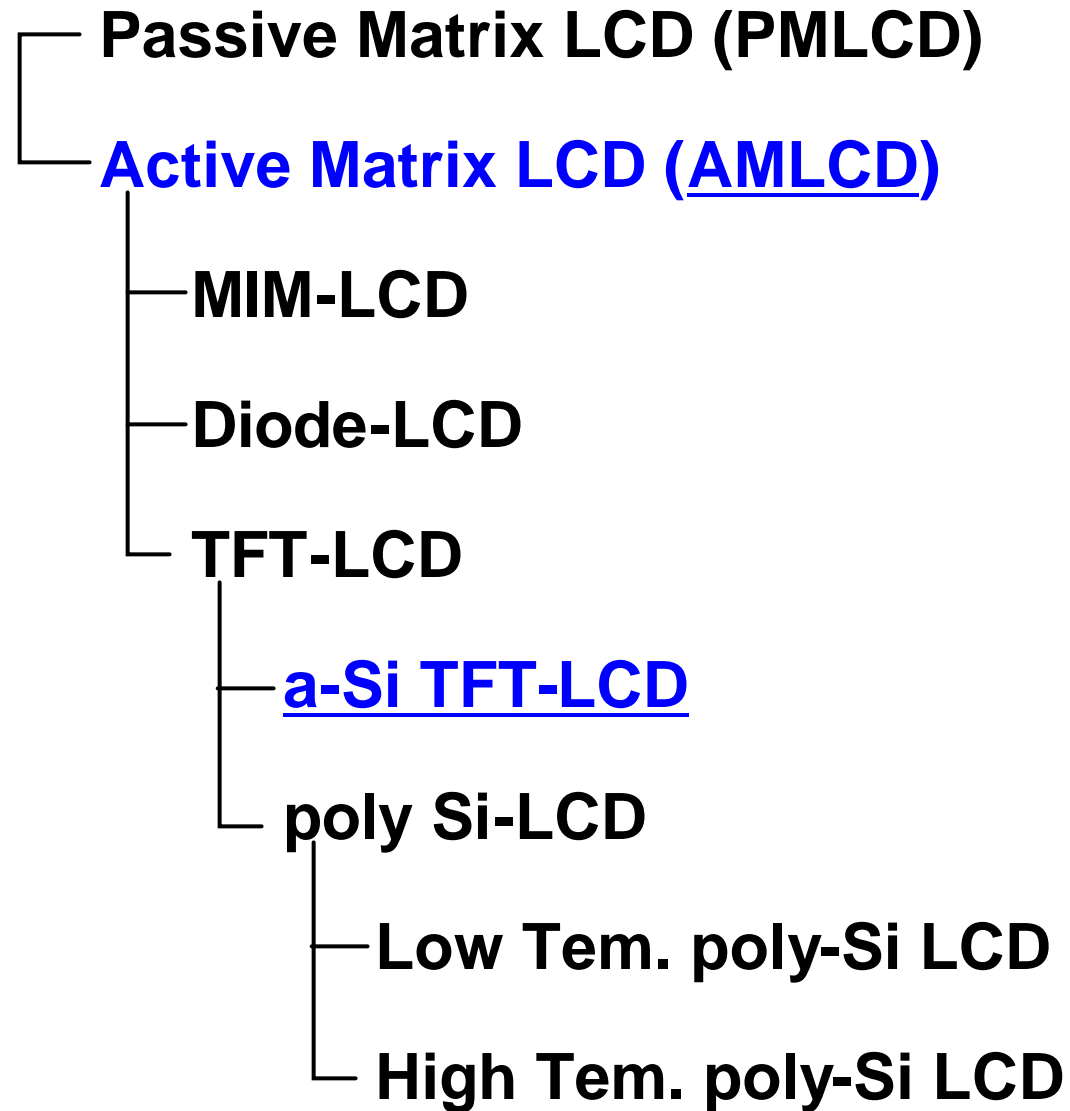 Passive Matrix LCD (PMLCD)
Active Matrix LCD (AMLCD)
MIM-LCD
Diode-LCD
TFT-LCD
a-Si TFT-LCD
poly Si-LCD
Low Tem. poly-Si LCD
High Tem. poly-Si LCD